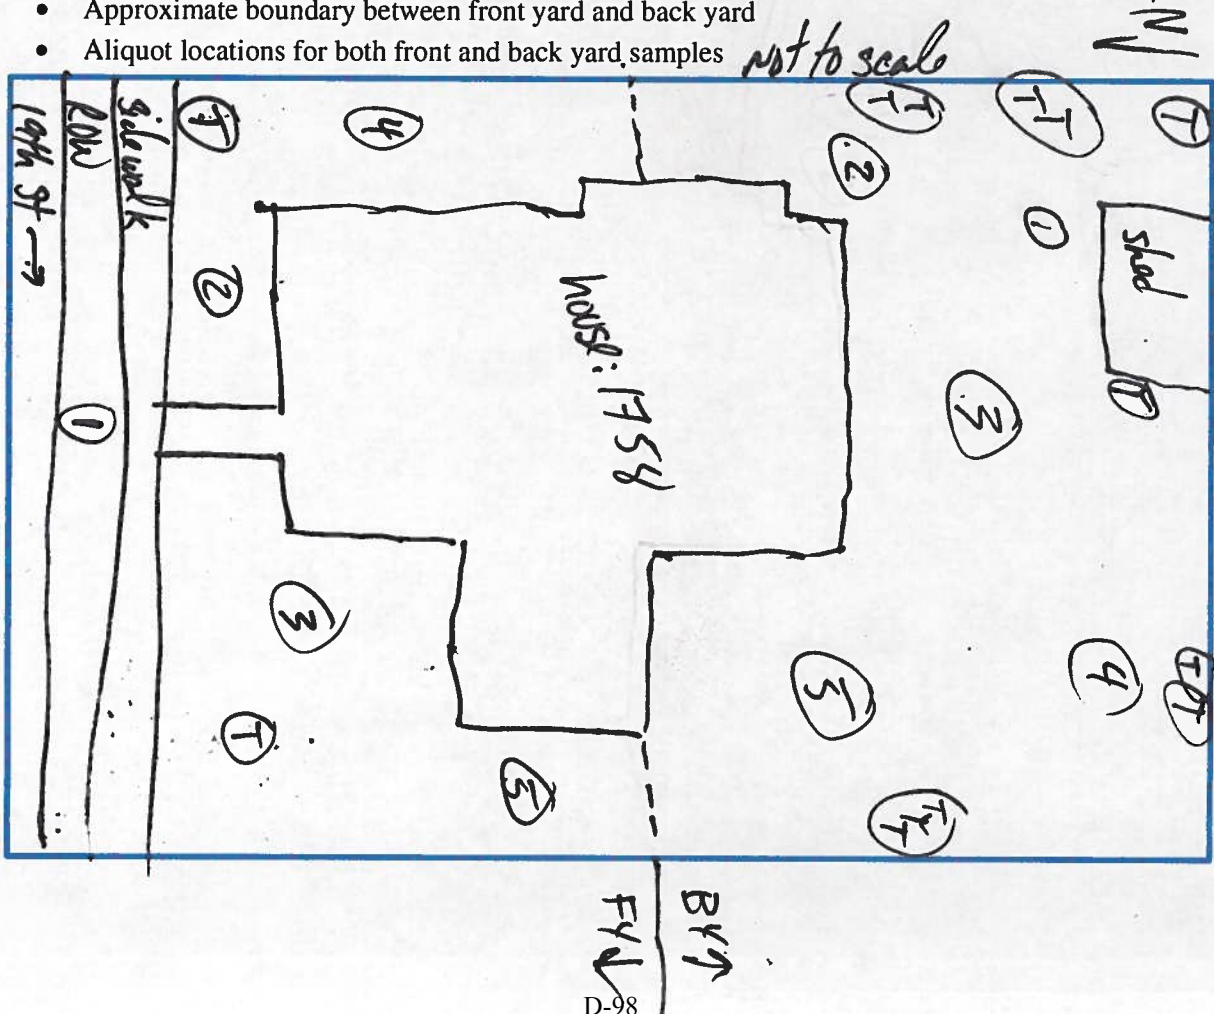 • Approximate boundary between front yard and back yard
• Aliquot locations for both front and back yard samples
Not to scale
N
19th St →
ROW
sidewalk
T
4
2
1
3
T
5
house: 1754
T T
2
T T
T
1
shed
T
3
4
5
T
BY ↑
FY ↓
D-98